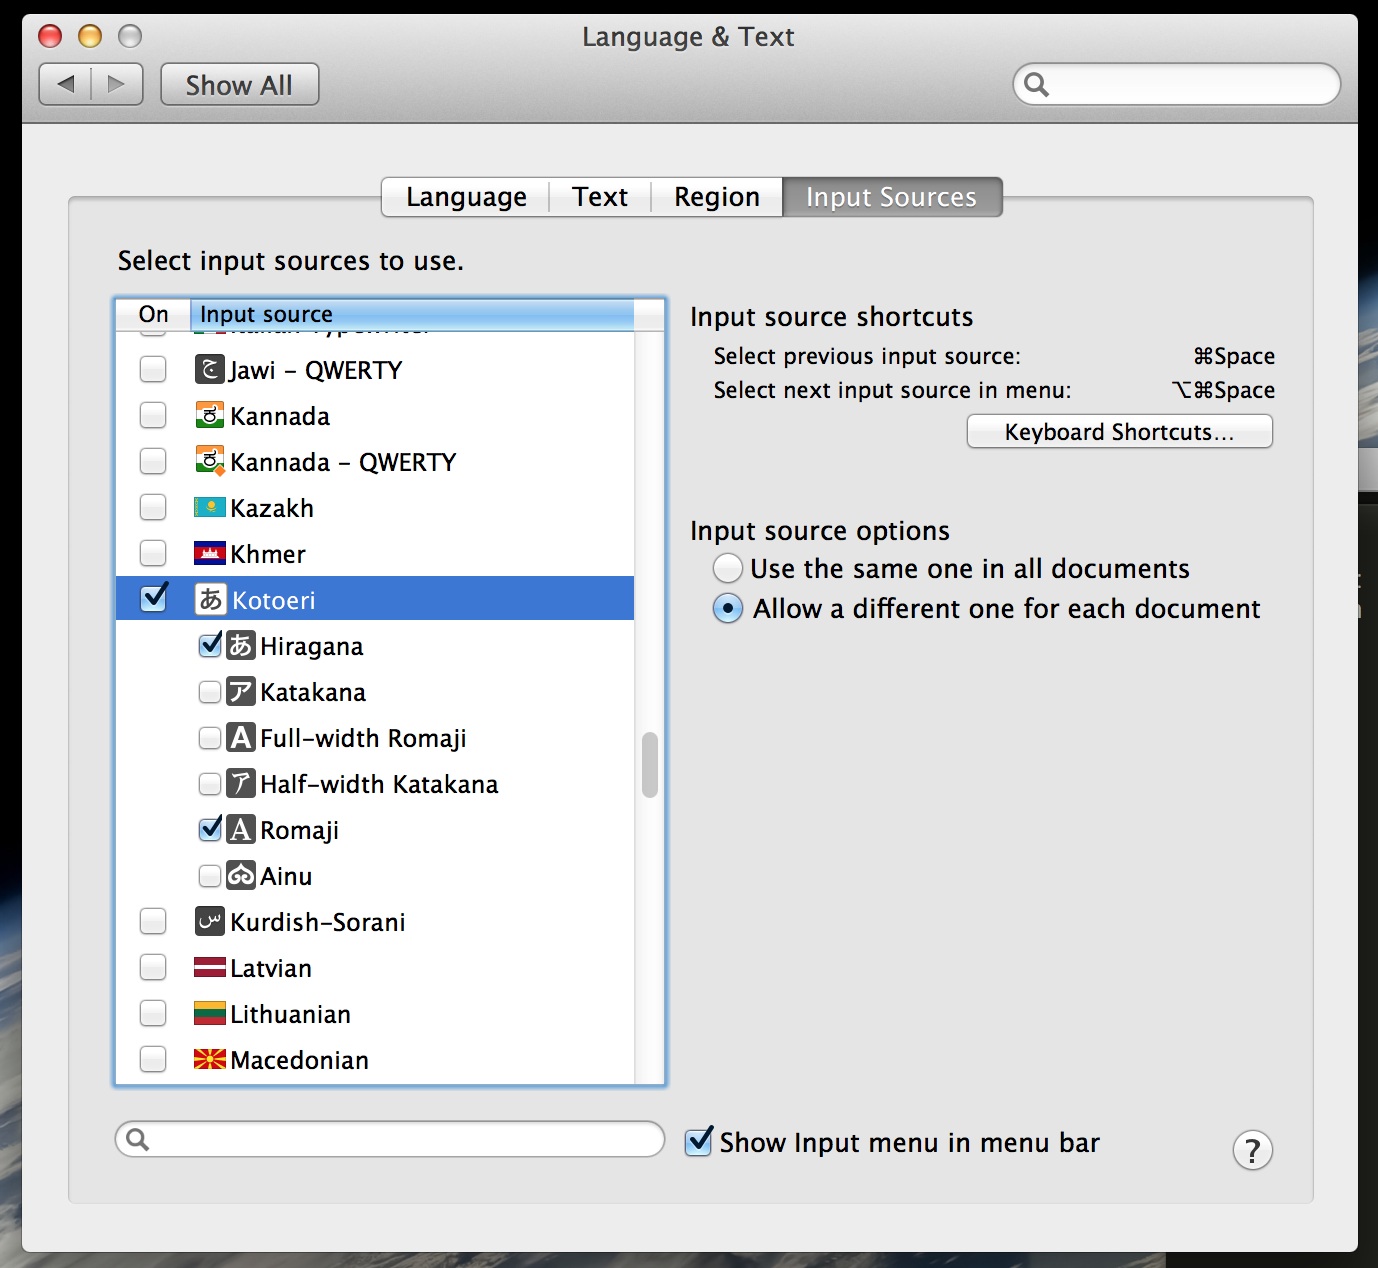 Language & Text
Show All
Language Text Region Input Sources
Select input sources to use.
On Input source
Jawi – QWERTY
Kannada
Kannada – QWERTY
Kazakh
Khmer
あ Kotoeri
あ Hiragana
ア Katakana
A Full-width Romaji
ア Half-width Katakana
A Romaji
Ainu
س Kurdish-Sorani
Latvian
Lithuanian
Macedonian
Input source shortcuts
Select previous input source: ⌘Space
Select next input source in menu: ⌥⌘Space
Keyboard Shortcuts...
Input source options
Use the same one in all documents
Allow a different one for each document
Show Input menu in menu bar
?